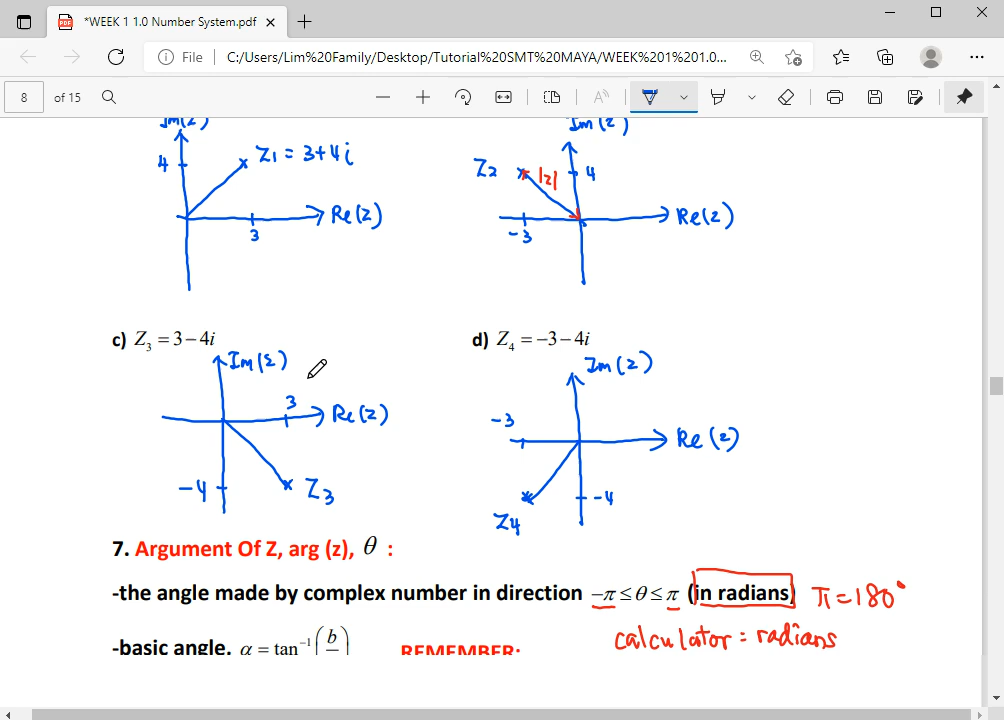 *WEEK 1 1.0 Number System.pdf
File C:/Users/Lim%20Family/Desktop/Tutorial%20SMT%20MAYA/WEEK%201%201.0...
8 of 15
Im(z) Im(z)
4 Z1 = 3+4i Z2 |z| 4
Re(z) Re(z)
3 -3
c) Z₃ = 3 – 4i d) Z₄ = –3 – 4i
Im(z) Im(z)
3 Re(z) -3 Re(z)
-4 Z3 -4
Z4
7. Argument Of Z, arg (z), θ :
-the angle made by complex number in direction –π ≤ θ ≤ π (in radians) π = 180°
calculator = radians
-basic angle. α = tan⁻¹(b
REMEMBER: